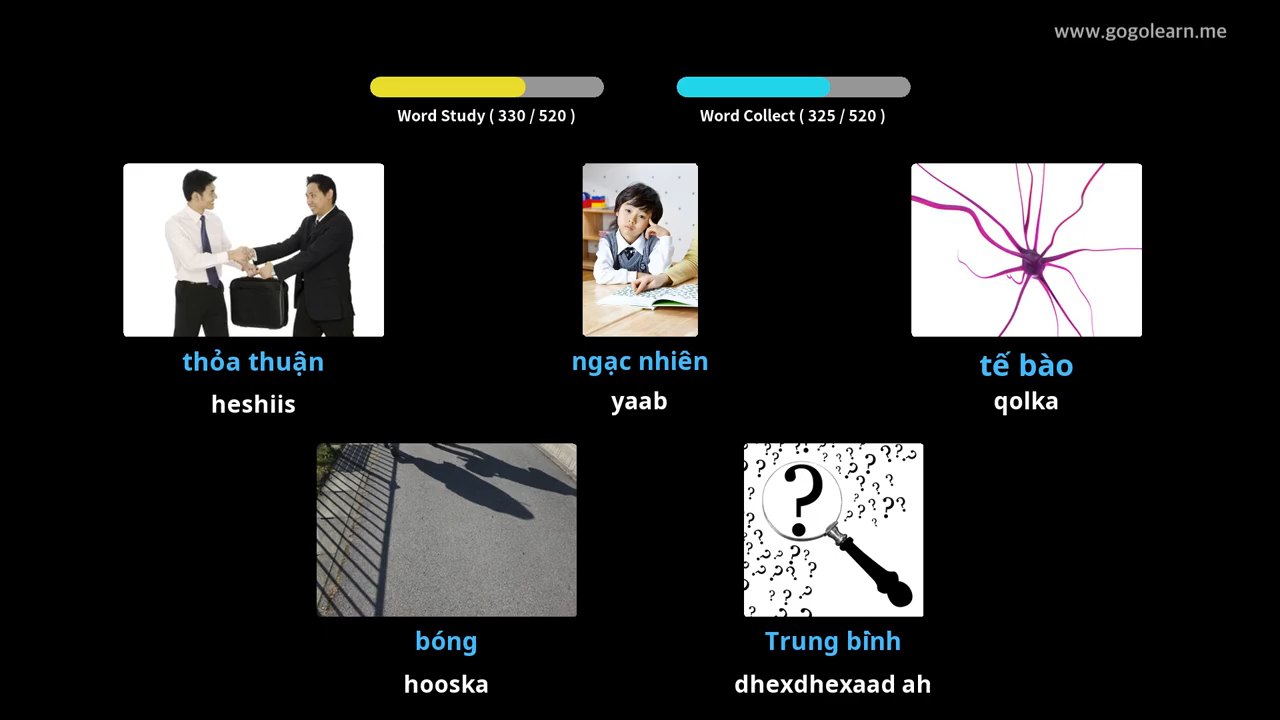 www.gogolearn.me
Word Study ( 330 / 520 )
Word Collect ( 325 / 520 )
thỏa thuận
heshiis
ngạc nhiên
yaab
tế bào
qolka
bóng
hooska
Trung bình
dhexdhexaad ah